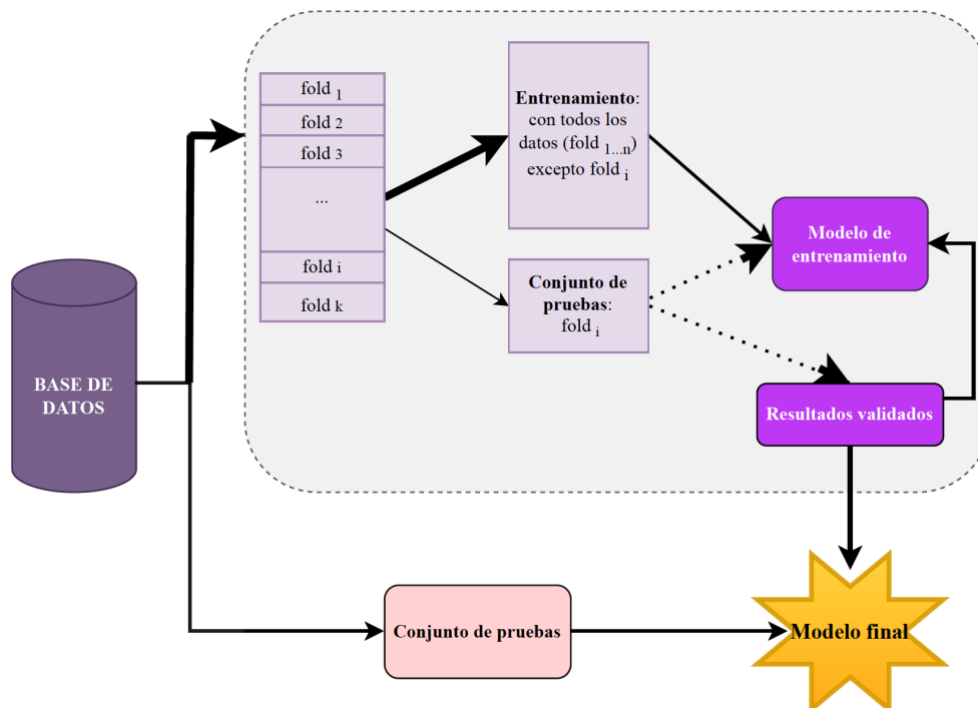 fold 1
fold 2
fold 3
...
fold i
fold k
Entrenamiento:
con todos los
datos (fold 1...n)
excepto fold i
Conjunto de
pruebas:
fold i
Modelo de
entrenamiento
Resultados validados
BASE DE
DATOS
Conjunto de pruebas
Modelo final